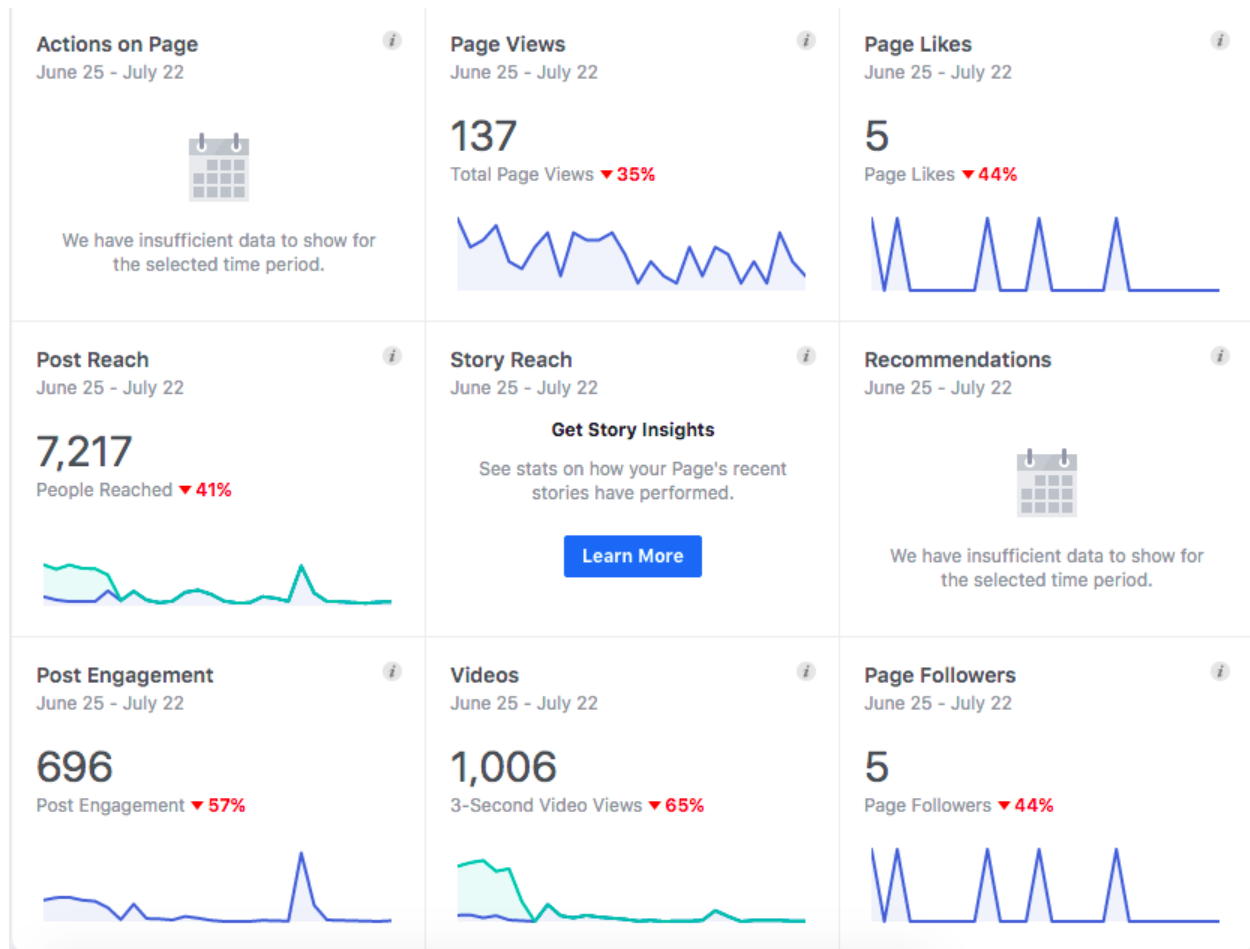 Actions on Page
June 25 - July 22
We have insufficient data to show for
the selected time period.
Page Views
June 25 - July 22
137
Total Page Views ▼ 35%
Page Likes
June 25 - July 22
5
Page Likes ▼ 44%
Post Reach
June 25 - July 22
7,217
People Reached ▼ 41%
Story Reach
June 25 - July 22
Get Story Insights
See stats on how your Page's recent
stories have performed.
Learn More
Recommendations
June 25 - July 22
We have insufficient data to show for
the selected time period.
Post Engagement
June 25 - July 22
696
Post Engagement ▼ 57%
Videos
June 25 - July 22
1,006
3-Second Video Views ▼ 65%
Page Followers
June 25 - July 22
5
Page Followers ▼ 44%